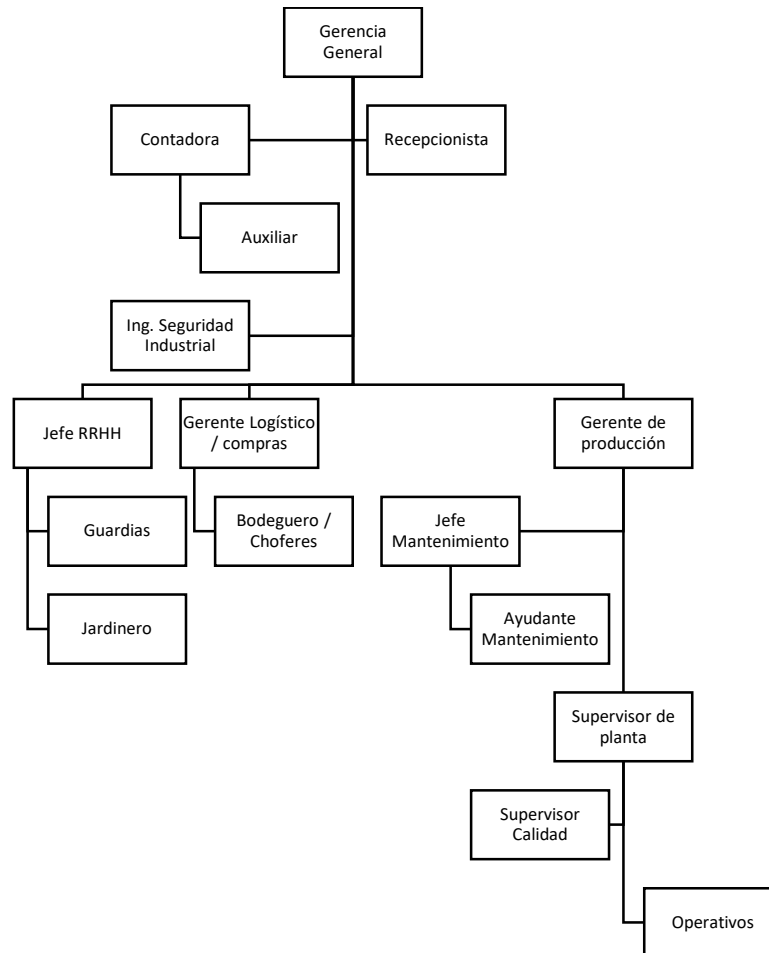 Gerencia
General
Contadora
Recepcionista
Auxiliar
Ing. Seguridad
Industrial
Jefe RRHH
Gerente Logístico
/ compras
Gerente de
producción
Guardias
Bodeguero /
Choferes
Jefe
Mantenimiento
Jardinero
Ayudante
Mantenimiento
Supervisor de
planta
Supervisor
Calidad
Operativos